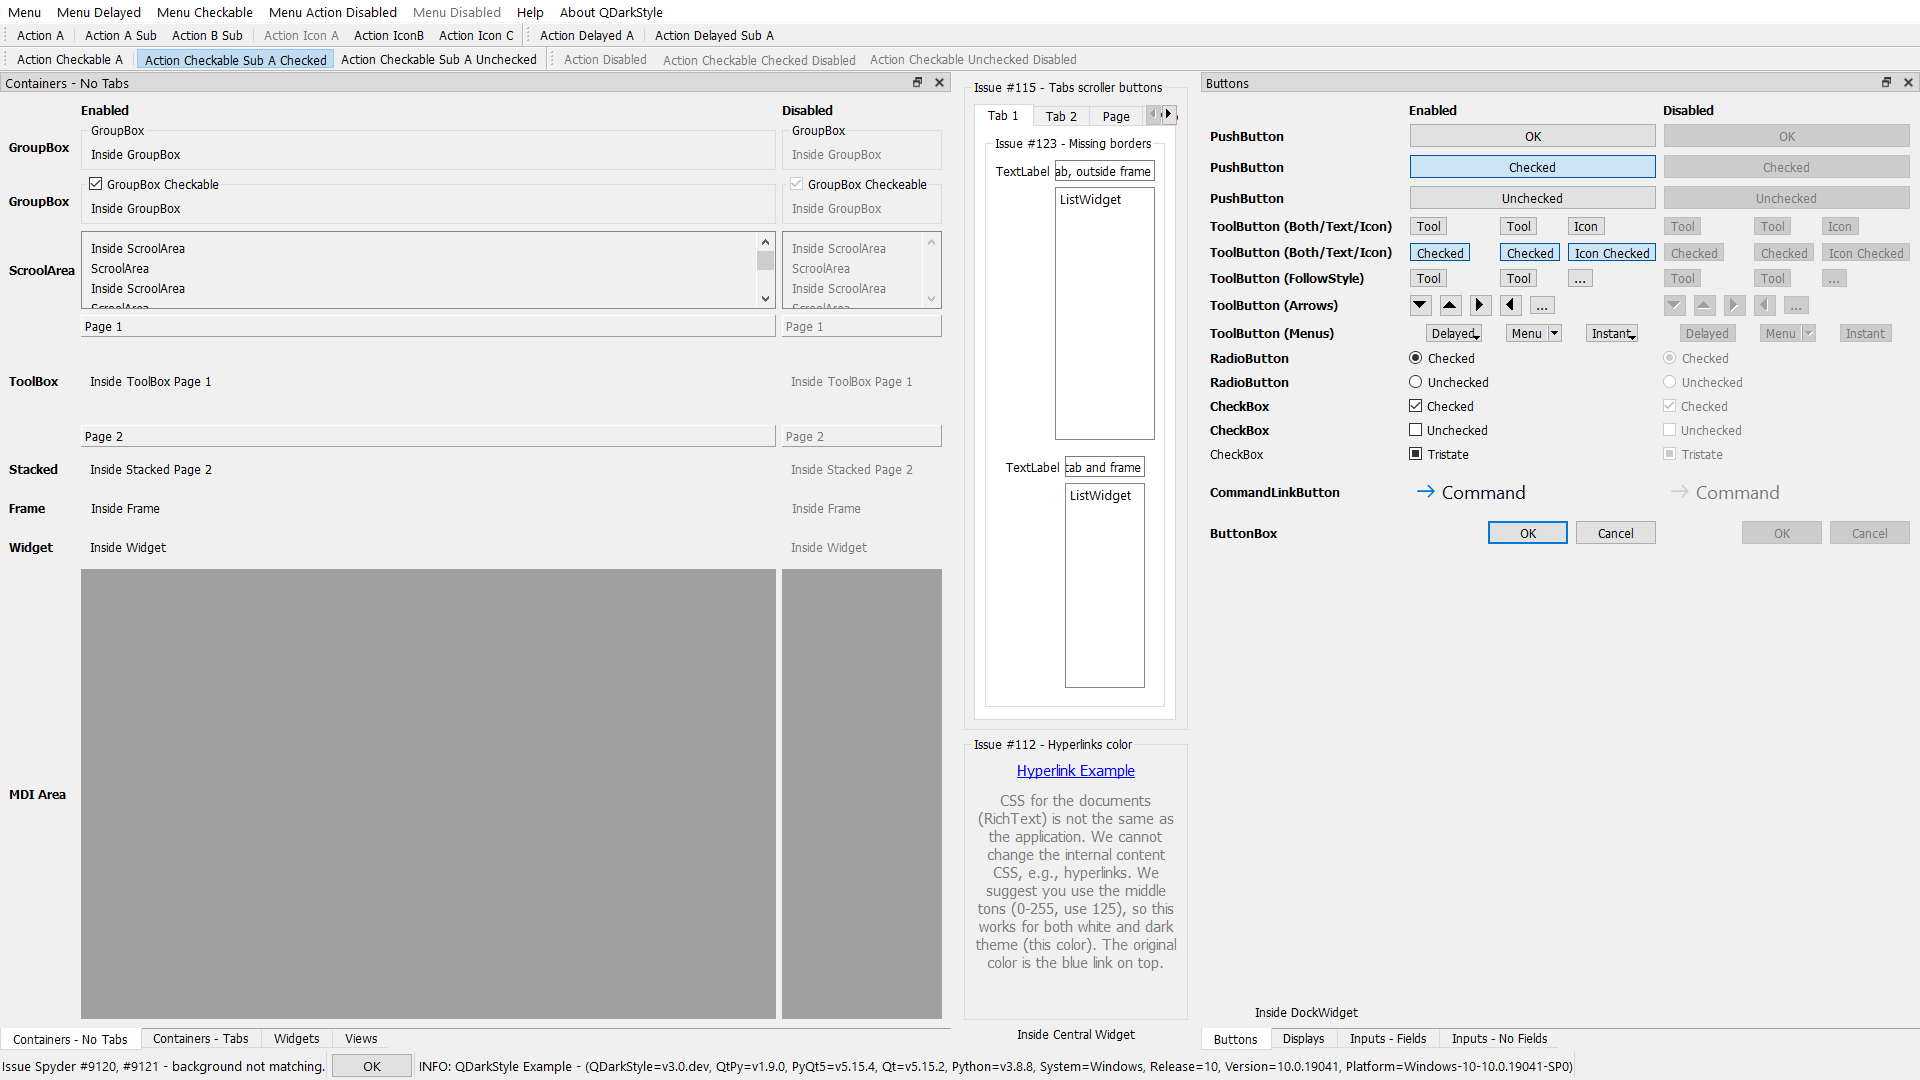 Menu Menu Delayed Menu Checkable Menu Action Disabled Menu Disabled Help About QDarkStyle
Action A Action A Sub Action B Sub Action Icon A Action IconB Action Icon C Action Delayed A Action Delayed Sub A
Action Checkable A Action Checkable Sub A Checked Action Checkable Sub A Unchecked Action Disabled Action Checkable Checked Disabled Action Checkable Unchecked Disabled
Containers - No Tabs
Enabled Disabled
GroupBox GroupBox
GroupBox Inside GroupBox Inside GroupBox
GroupBox Checkable GroupBox Checkeable
GroupBox Inside GroupBox Inside GroupBox
Inside ScroolArea Inside ScroolArea
ScroolArea ScroolArea ScroolArea
Inside ScroolArea Inside ScroolArea
ScroolArea ScroolArea
Page 1 Page 1
ToolBox Inside ToolBox Page 1 Inside ToolBox Page 1
Page 2 Page 2
Stacked Inside Stacked Page 2 Inside Stacked Page 2
Frame Inside Frame Inside Frame
Widget Inside Widget Inside Widget
MDI Area
Containers - No Tabs Containers - Tabs Widgets Views
Issue #115 - Tabs scroller buttons
Tab 1 Tab 2 Page
Issue #123 - Missing borders
TextLabel ab, outside frame
ListWidget
TextLabel tab and frame
ListWidget
Issue #112 - Hyperlinks color
Hyperlink Example
CSS for the documents
(RichText) is not the same as
the application. We cannot
change the internal content
CSS, e.g., hyperlinks. We
suggest you use the middle
tons (0-255, use 125), so this
works for both white and dark
theme (this color). The original
color is the blue link on top.
Inside Central Widget
Buttons
Enabled Disabled
PushButton OK OK
PushButton Checked Checked
PushButton Unchecked Unchecked
ToolButton (Both/Text/Icon) Tool Tool Icon Tool Tool Icon
ToolButton (Both/Text/Icon) Checked Checked Icon Checked Checked Checked Icon Checked
ToolButton (FollowStyle) Tool Tool ... Tool Tool ...
ToolButton (Arrows) ... ...
ToolButton (Menus) Delayed Menu Instant Delayed Menu Instant
RadioButton Checked Checked
RadioButton Unchecked Unchecked
CheckBox Checked Checked
CheckBox Unchecked Unchecked
CheckBox Tristate Tristate
CommandLinkButton Command Command
ButtonBox OK Cancel OK Cancel
Inside DockWidget
Buttons Displays Inputs - Fields Inputs - No Fields
Issue Spyder #9120, #9121 - background not matching. OK INFO: QDarkStyle Example - (QDarkStyle=v3.0.dev, QtPy=v1.9.0, PyQt5=v5.15.4, Qt=v5.15.2, Python=v3.8.8, System=Windows, Release=10, Version=10.0.19041, Platform=Windows-10-10.0.19041-SP0)